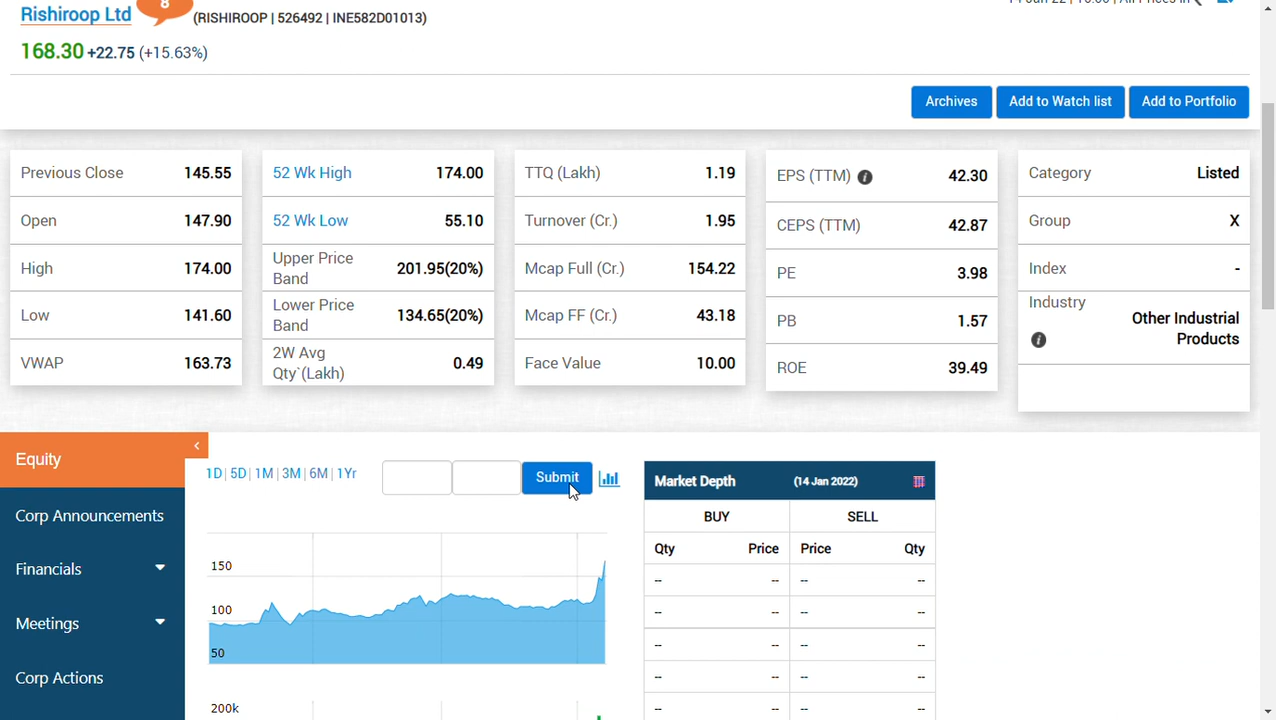 Rishiroop Ltd
8
(RISHIROOP | 526492 | INE582D01013)
168.30 +22.75 (+15.63%)
Archives
Add to Watch list
Add to Portfolio
Previous Close 145.55
Open 147.90
High 174.00
Low 141.60
VWAP 163.73
52 Wk High 174.00
52 Wk Low 55.10
Upper Price
Band 201.95(20%)
Lower Price
Band 134.65(20%)
2W Avg
Qty`(Lakh) 0.49
TTQ (Lakh) 1.19
Turnover (Cr.) 1.95
Mcap Full (Cr.) 154.22
Mcap FF (Cr.) 43.18
Face Value 10.00
EPS (TTM) i 42.30
CEPS (TTM) 42.87
PE 3.98
PB 1.57
ROE 39.49
Category Listed
Group X
Index -
Industry
i Other Industrial
Products
Equity
Corp Announcements
Financials
Meetings
Corp Actions
1D| 5D| 1M| 3M| 6M| 1Yr
Submit
150
100
50
200k
Market Depth (14 Jan 2022)
BUY SELL
Qty Price Price Qty
-- -- -- --
-- -- -- --
-- -- -- --
-- -- -- --
-- -- -- --